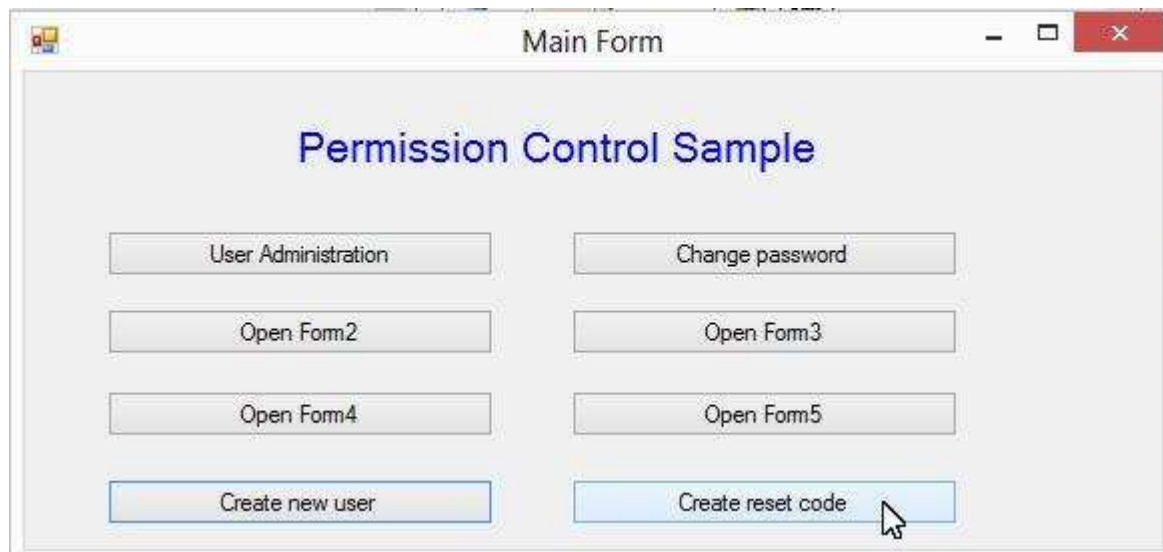 Main Form
Permission Control Sample
User Administration
Change password
Open Form2
Open Form3
Open Form4
Open Form5
Create new user
Create reset code